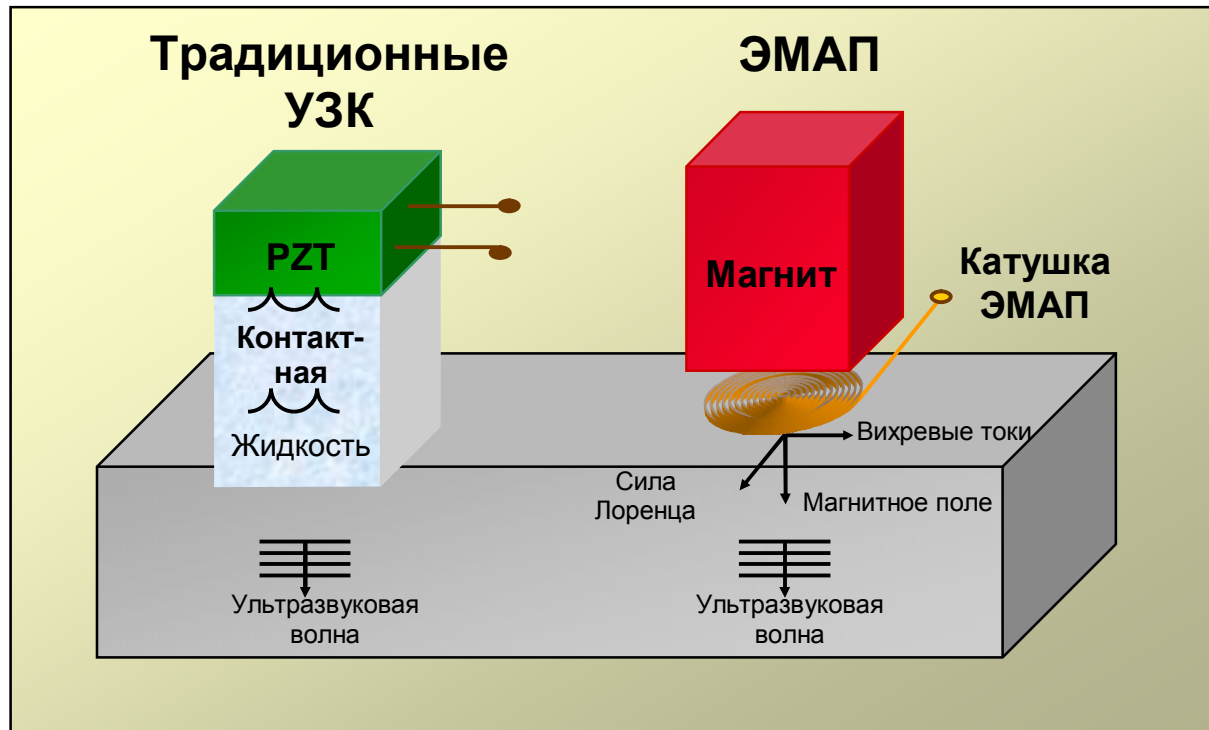 Традиционные
УЗК
ЭМАП
PZT
Контакт-
ная
Жидкость
Магнит
Катушка
ЭМАП
Вихревые токи
Сила
Лоренца
Магнитное поле
Ультразвуковая
волна
Ультразвуковая
волна